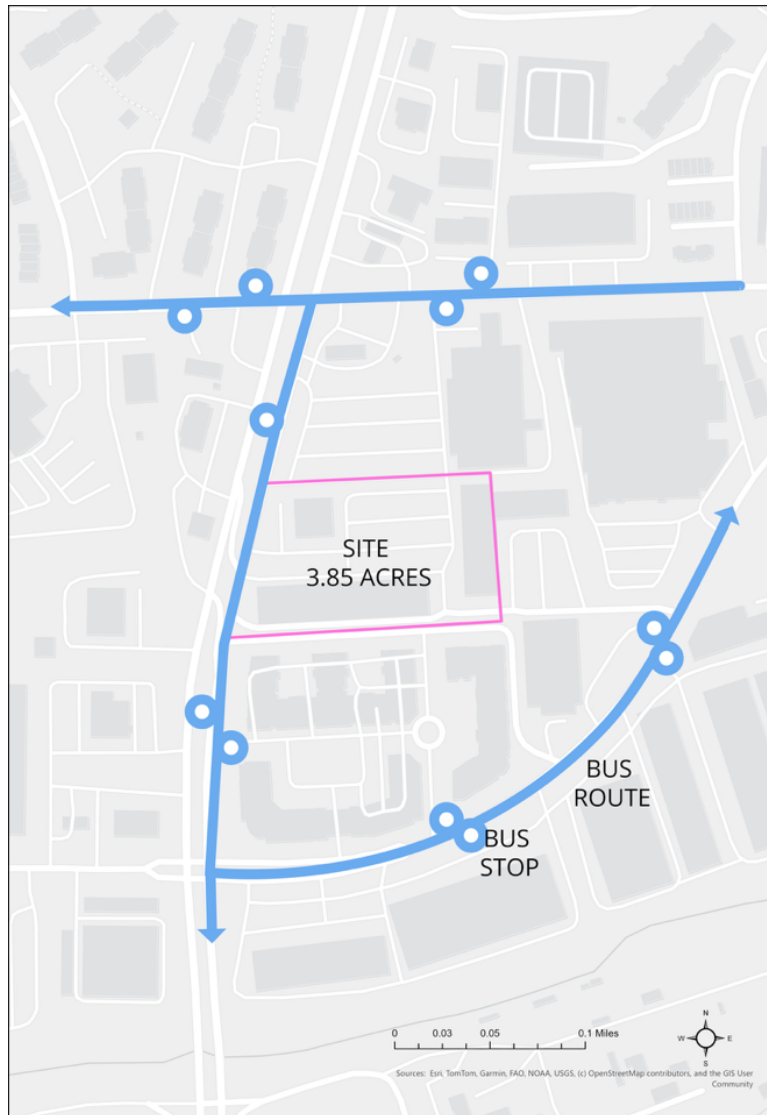 SITE
3.85 ACRES
BUS
ROUTE
BUS
STOP
0 0.03 0.05 0.1 Miles
N
W E
S
Sources: Esri, TomTom, Garmin, FAO, NOAA, USGS, (c) OpenStreetMap contributors, and the GIS User
Community